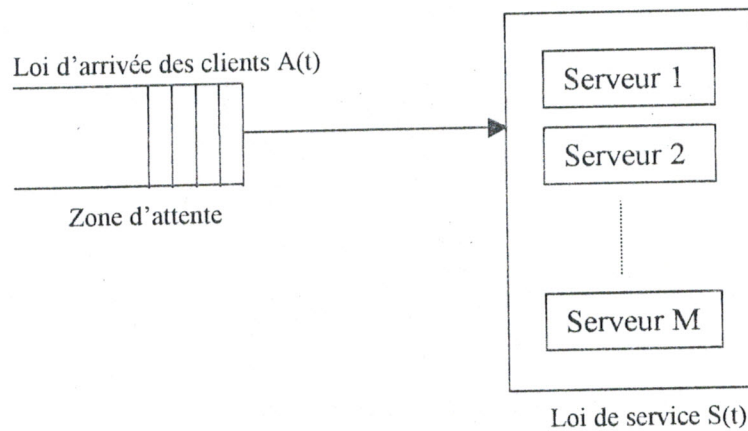 Loi d'arrivée des clients A(t)
Zone d'attente
Serveur 1
Serveur 2
Serveur M
Loi de service S(t)